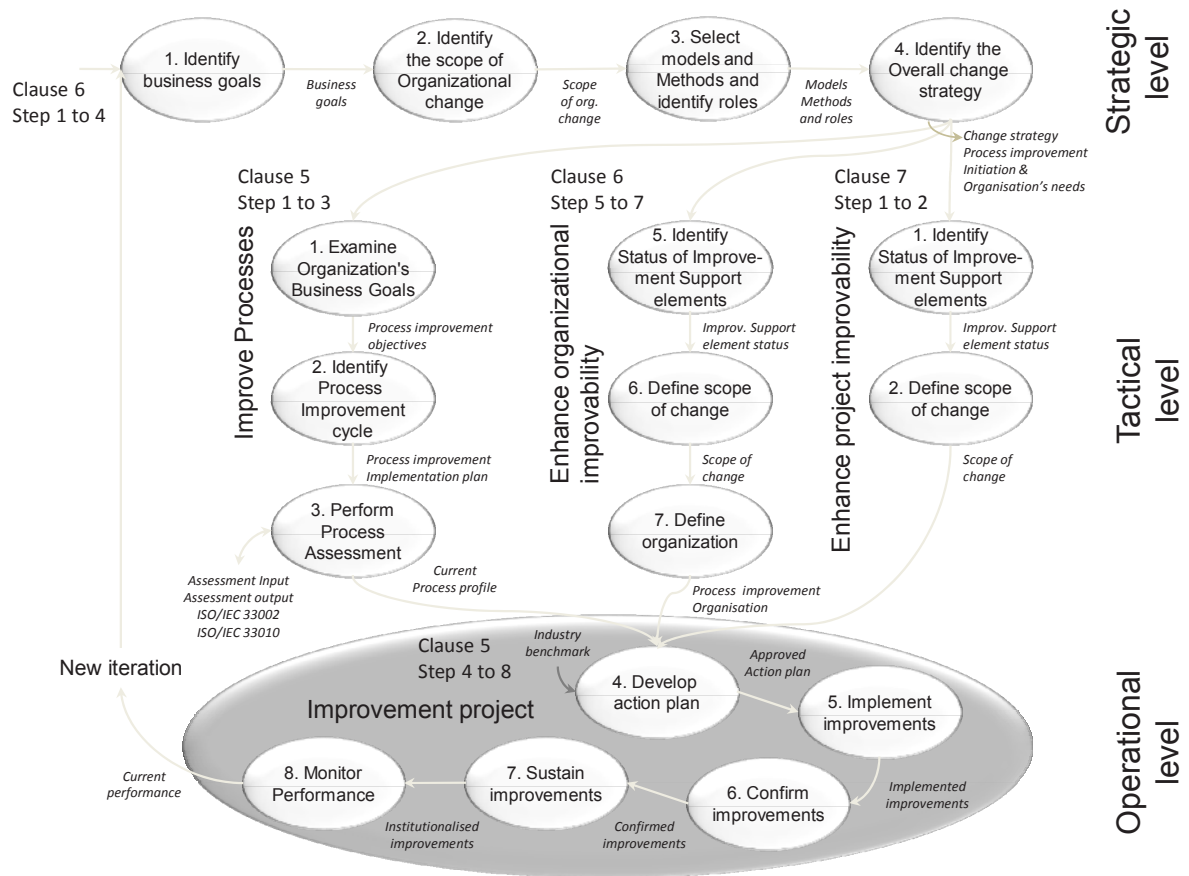 Clause 6
Step 1 to 4
1. Identify
business goals
Business
goals
2. Identify
the scope of
Organizational
change
Scope
of org.
change
3. Select
models and
Methods and
identify roles
Models
Methods
and roles
4. Identify the
Overall change
strategy
Strategic
level
Change strategy
Process improvement
Initiation &
Organisation's needs
Clause 5
Step 1 to 3
Improve Processes
1. Examine
Organization's
Business Goals
Process improvement
objectives
2. Identify
Process
Improvement
cycle
Process improvement
Implementation plan
3. Perform
Process
Assessment
Assessment Input
Assessment output
ISO/IEC 33002
ISO/IEC 33010
Current
Process profile
Clause 6
Step 5 to 7
Enhance organizational
improvability
5. Identify
Status of Improve-
ment Support
elements
Improv. Support
element status
6. Define scope
of change
Scope of
change
7. Define
organization
Process improvement
Organisation
Clause 7
Step 1 to 2
Enhance project improvability
1. Identify
Status of Improve-
ment Support
elements
Improv. Support
element status
2. Define scope
of change
Scope of
change
Tactical
level
Clause 5
Step 4 to 8
Improvement project
Industry
benchmark
4. Develop
action plan
Approved
Action plan
5. Implement
improvements
Implemented
improvements
6. Confirm
improvements
Confirmed
improvements
7. Sustain
improvements
Institutionalised
improvements
8. Monitor
Performance
Current
performance
New iteration
Operational
level